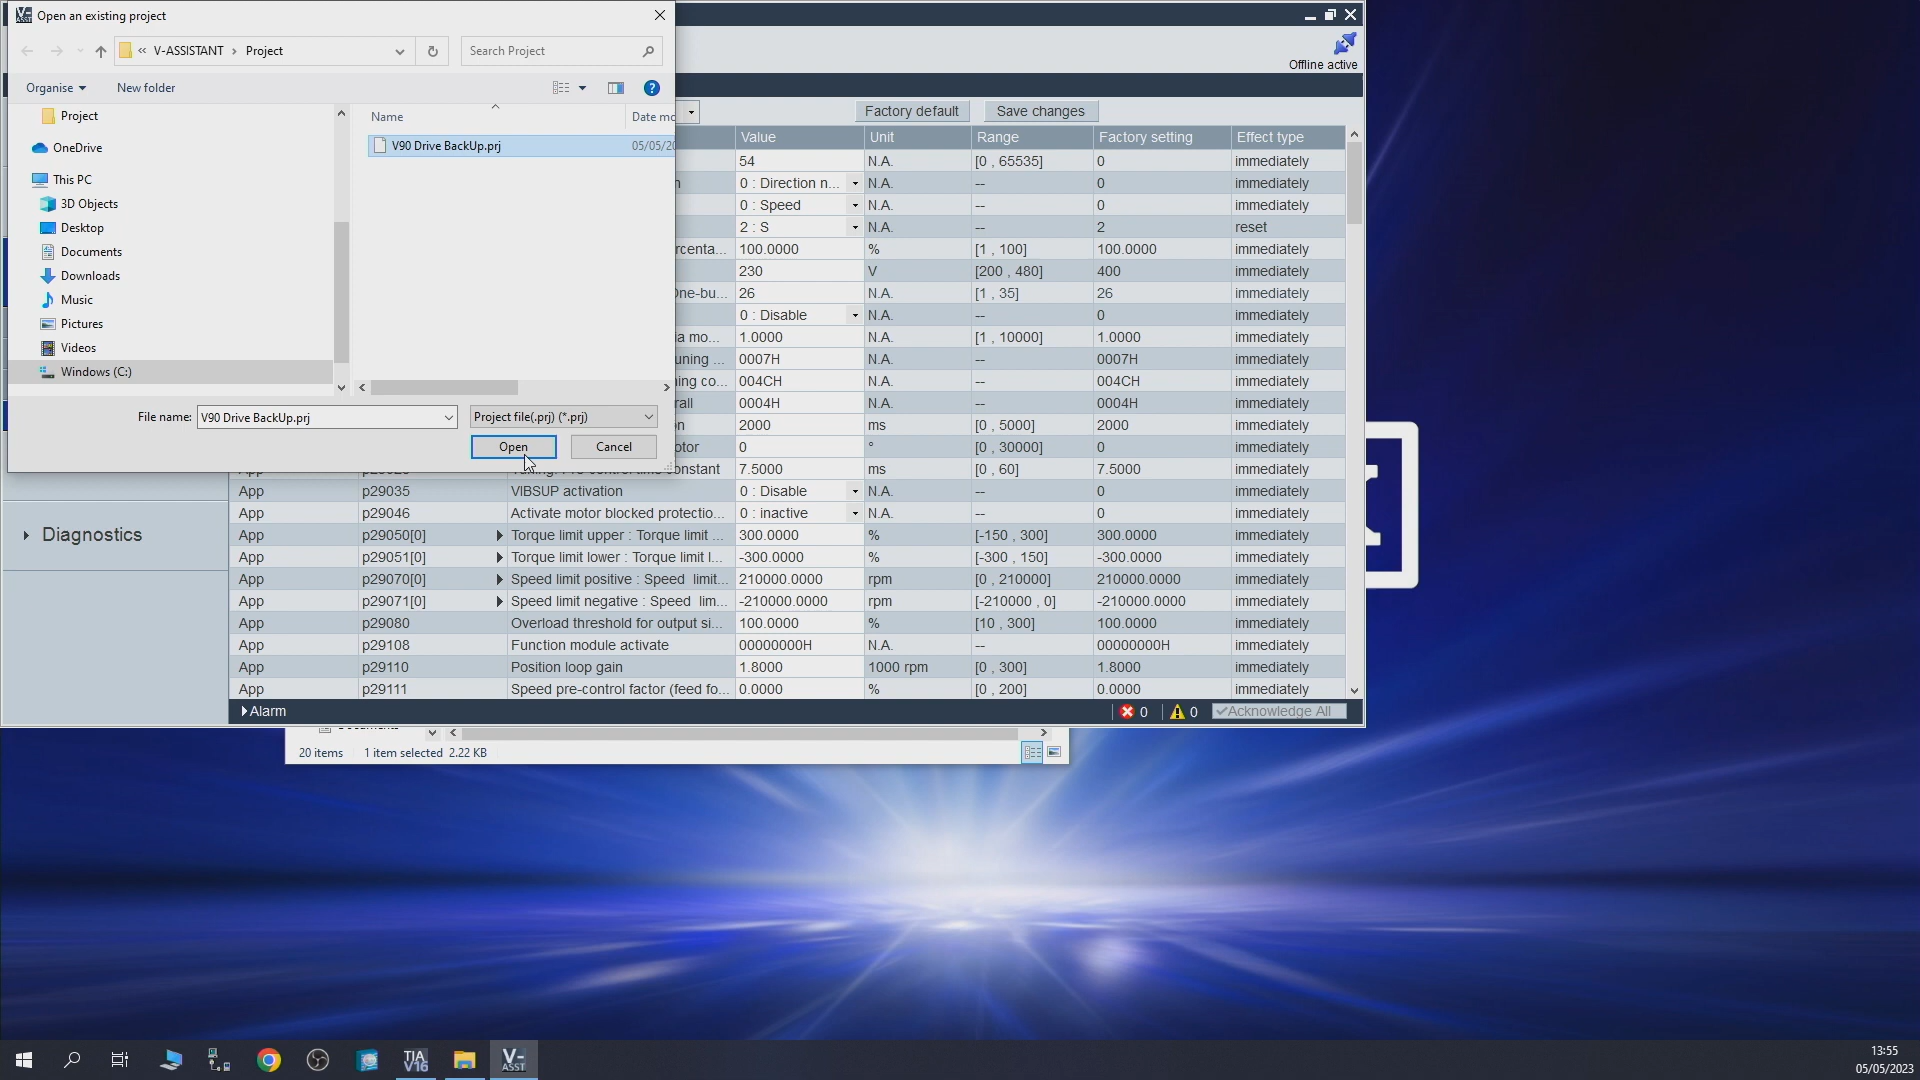 Open an existing project
« V-ASSISTANT › Project
Search Project
Organise
New folder
Project
OneDrive
This PC
3D Objects
Desktop
Documents
Downloads
Music
Pictures
Videos
Windows (C:)
Name Date mo
V90 Drive BackUp.prj 05/05/20
File name: V90 Drive BackUp.prj
Project file(.prj) (*.prj)
Open Cancel
Offline active
Factory default Save changes
Value Unit Range Factory setting Effect type
54 N.A. [0 , 65535] 0 immediately
0 : Direction n... N.A. -- 0 immediately
0 : Speed N.A. -- 0 immediately
2 : S N.A. -- 2 reset
rcenta... 100.0000 % [1 , 100] 100.0000 immediately
230 V [200 , 480] 400 immediately
One-bu... 26 N.A. [1 , 35] 26 immediately
0 : Disable N.A. -- 0 immediately
ia mo... 1.0000 N.A. [1 , 10000] 1.0000 immediately
uning ... 0007H N.A. -- 0007H immediately
ning co... 004CH N.A. -- 004CH immediately
rall 0004H N.A. -- 0004H immediately
on 2000 ms [0 , 5000] 2000 immediately
otor 0 ° [0 , 30000] 0 immediately
constant 7.5000 ms [0 , 60] 7.5000 immediately
App p29035 VIBSUP activation 0 : Disable N.A. -- 0 immediately
App p29046 Activate motor blocked protectio... 0 : inactive N.A. -- 0 immediately
App p29050[0] Torque limit upper : Torque limit ... 300.0000 % [-150 , 300] 300.0000 immediately
App p29051[0] Torque limit lower : Torque limit l... -300.0000 % [-300 , 150] -300.0000 immediately
App p29070[0] Speed limit positive : Speed limit... 210000.0000 rpm [0 , 210000] 210000.0000 immediately
App p29071[0] Speed limit negative : Speed lim... -210000.0000 rpm [-210000 , 0] -210000.0000 immediately
App p29080 Overload threshold for output si... 100.0000 % [10 , 300] 100.0000 immediately
App p29108 Function module activate 00000000H N.A. -- 00000000H immediately
App p29110 Position loop gain 1.8000 1000 rpm [0 , 300] 1.8000 immediately
App p29111 Speed pre-control factor (feed fo... 0.0000 % [0 , 200] 0.0000 immediately
Diagnostics
Alarm 0 0 Acknowledge All
20 items 1 item selected 2.22 KB
TIA V16
V-ASST
13:55
05/05/2023